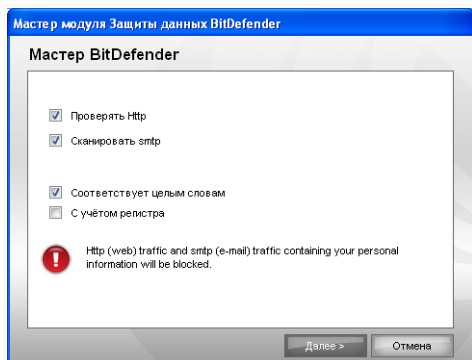 Мастер модуля Защиты данных BitDefender
Мастер BitDefender
Проверять Http
Сканировать smtp
Соответствует целым словам
С учётом регистра
Http (web) traffic and smtp (e-mail) traffic containing your personal
information will be blocked.
Далее >
Отмена